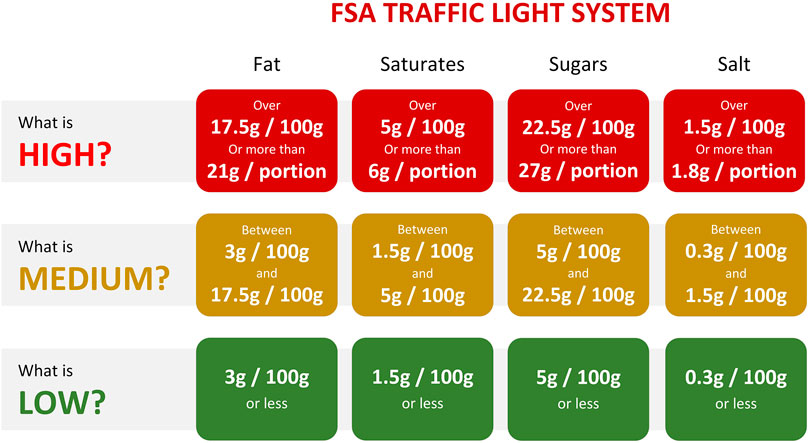 FSA TRAFFIC LIGHT SYSTEM
Fat Saturates Sugars Salt
What is
HIGH?
Over
17.5g / 100g
Or more than
21g / portion
Over
5g / 100g
Or more than
6g / portion
Over
22.5g / 100g
Or more than
27g / portion
Over
1.5g / 100g
Or more than
1.8g / portion
What is
MEDIUM?
Between
3g / 100g
and
17.5g / 100g
Between
1.5g / 100g
and
5g / 100g
Between
5g / 100g
and
22.5g / 100g
Between
0.3g / 100g
and
1.5g / 100g
What is
LOW?
3g / 100g
or less
1.5g / 100g
or less
5g / 100g
or less
0.3g / 100g
or less